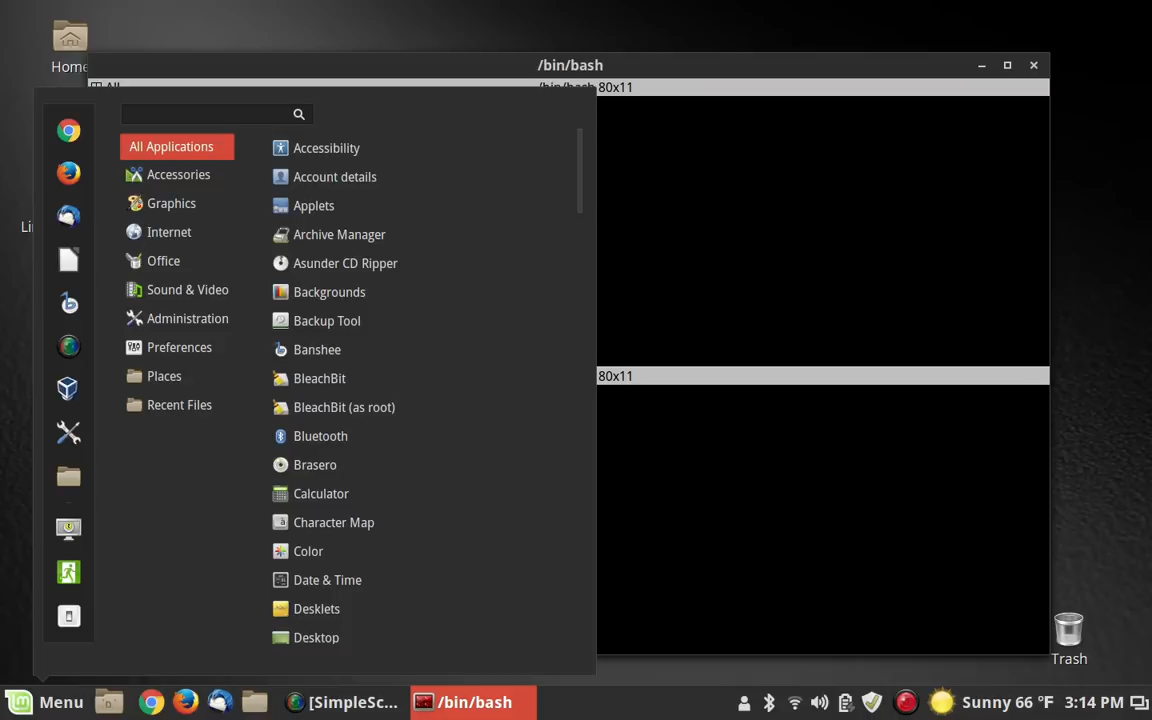 Home
/bin/bash
All
/bin/bash 80x11
All Applications
Accessories
Graphics
Internet
Office
Sound & Video
Administration
Preferences
Places
Recent Files
Accessibility
Account details
Applets
Archive Manager
Asunder CD Ripper
Backgrounds
Backup Tool
Banshee
BleachBit
BleachBit (as root)
Bluetooth
Brasero
Calculator
Character Map
Color
Date & Time
Desklets
Desktop
80x11
Li
Trash
Menu
[SimpleSc...
/bin/bash
Sunny 66 °F
3:14 PM